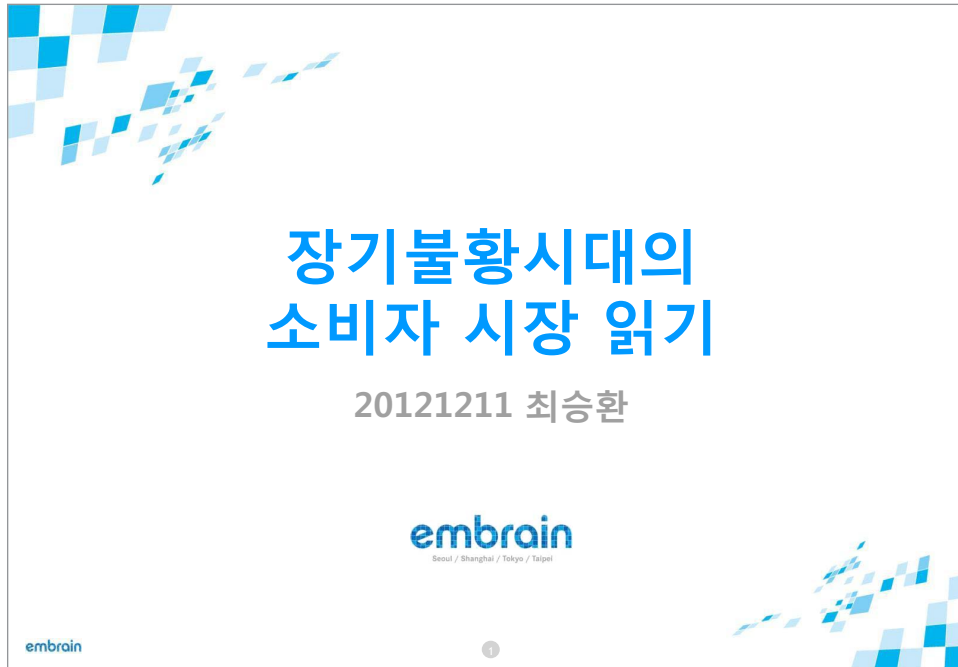 장기불황시대의
소비자 시장 읽기
20121211 최승환
embrain
Seoul / Shanghai / Tokyo / Taipei
embrain
1